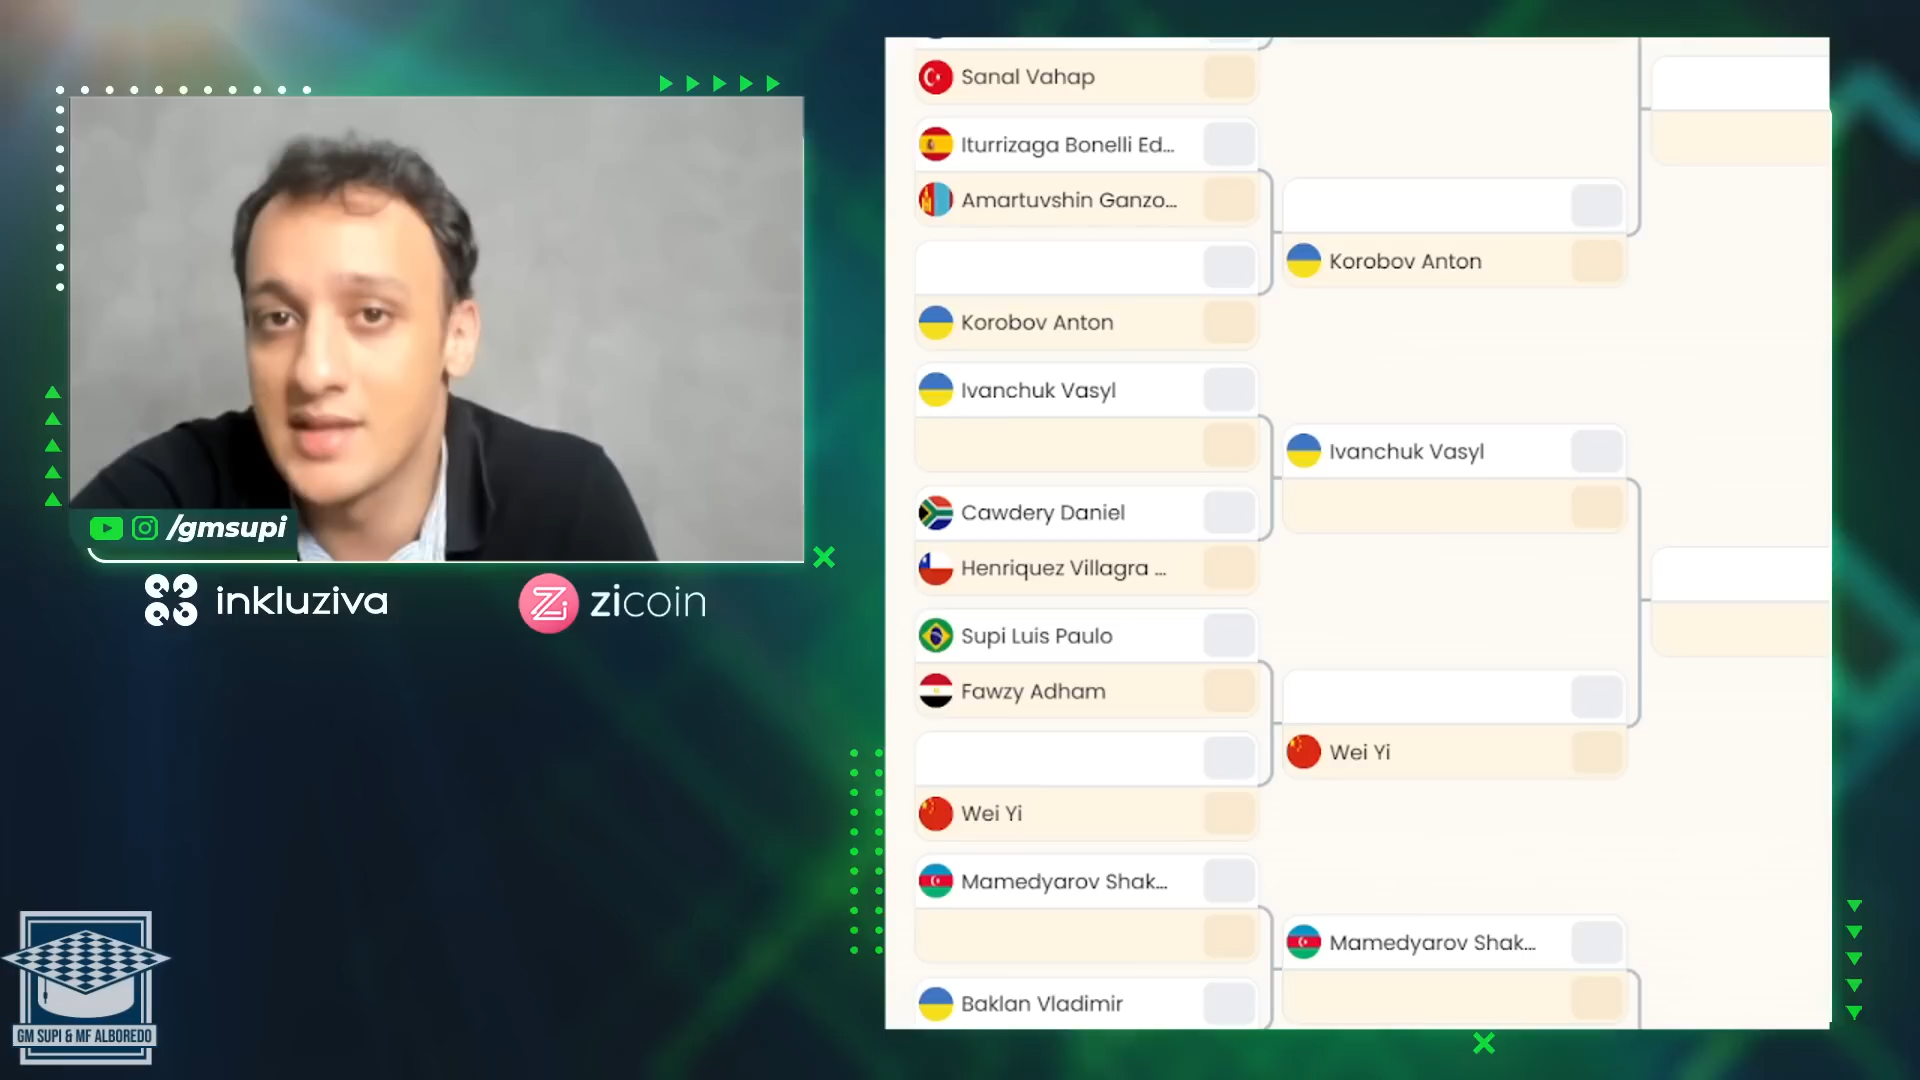 /gmsupi
inkluziva
zicoin
GM SUPI & MF ALBOREDO
Sanal Vahap
Iturrizaga Bonelli Ed...
Amartuvshin Ganzo...
Korobov Anton
Ivanchuk Vasyl
Cawdery Daniel
Henriquez Villagra ...
Supi Luis Paulo
Fawzy Adham
Wei Yi
Mamedyarov Shak...
Baklan Vladimir
Korobov Anton
Ivanchuk Vasyl
Wei Yi
Mamedyarov Shak...